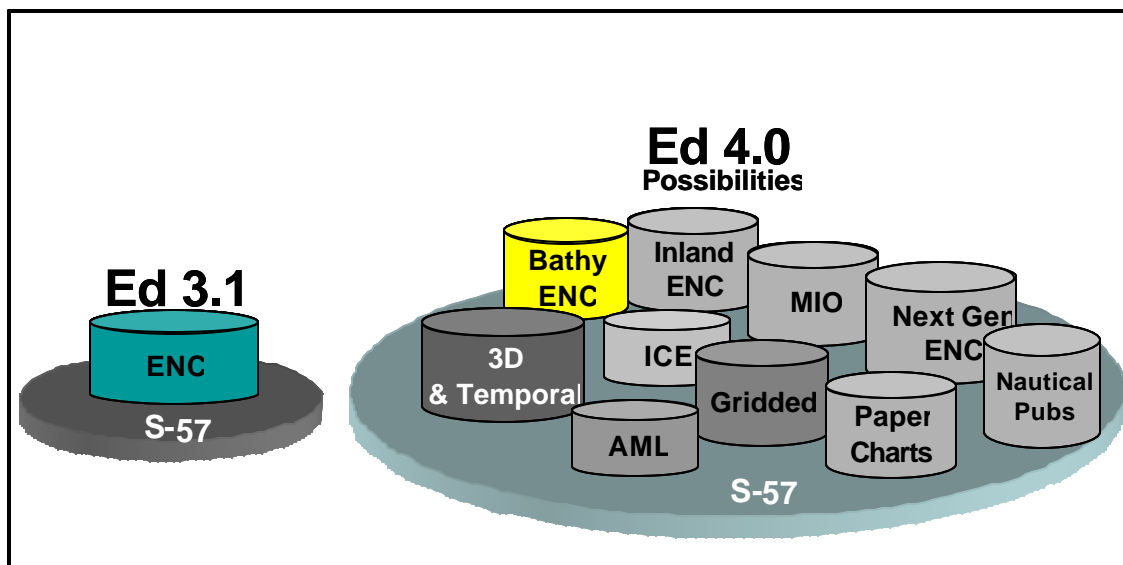 Ed 3.1
ENC
S-57
Ed 4.0
Possibilities
Bathy
ENC
Inland
ENC
MIO
Next Gen
ENC
3D
& Temporal
ICE
Gridded
Nautical
Pubs
AML
Paper
Charts
S-57